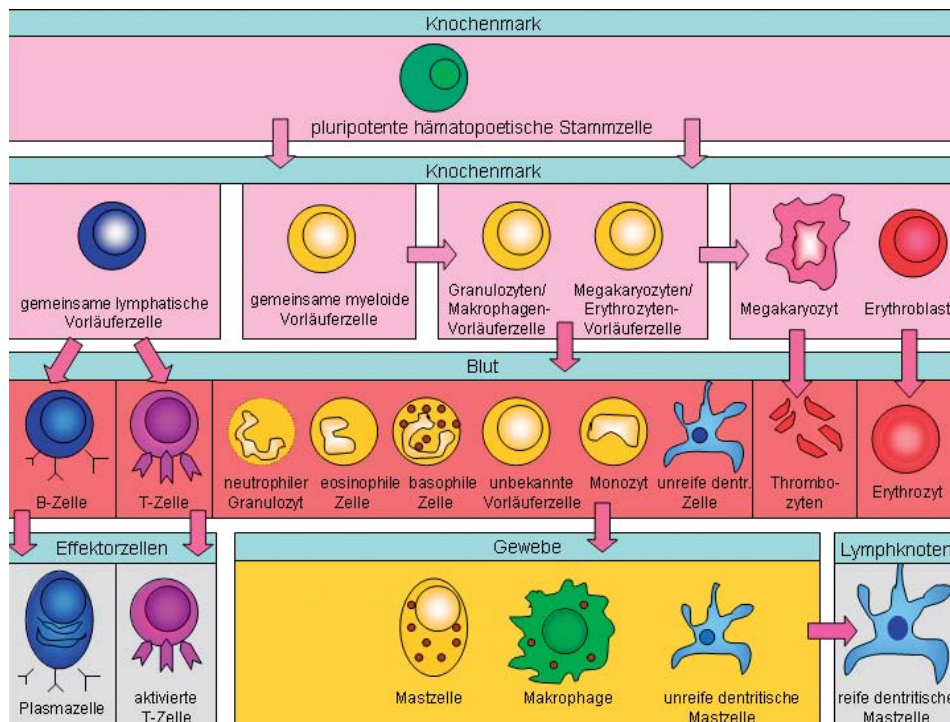 Knochenmark
pluripotente hämatopoetische Stammzelle
Knochenmark
gemeinsame lymphatische
Vorläuferzelle
gemeinsame myeloide
Vorläuferzelle
Granulozyten/
Makrophagen-
Vorläuferzelle
Megakaryozyten/
Erythrozyten-
Vorläuferzelle
Megakaryozyt
Erythroblast
Blut
B-Zelle
T-Zelle
neutrophiler
Granulozyt
eosinophile
Zelle
basophile
Zelle
unbekannte
Vorläuferzelle
Monozyt
unreife dentr.
Zelle
Thrombo-
zyten
Erythrozyt
Effektorzellen
Gewebe
Lymphknoten
Plasmazelle
aktivierte
T-Zelle
Mastzelle
Makrophage
unreife dentritische
Mastzelle
reife dentritische
Mastzelle